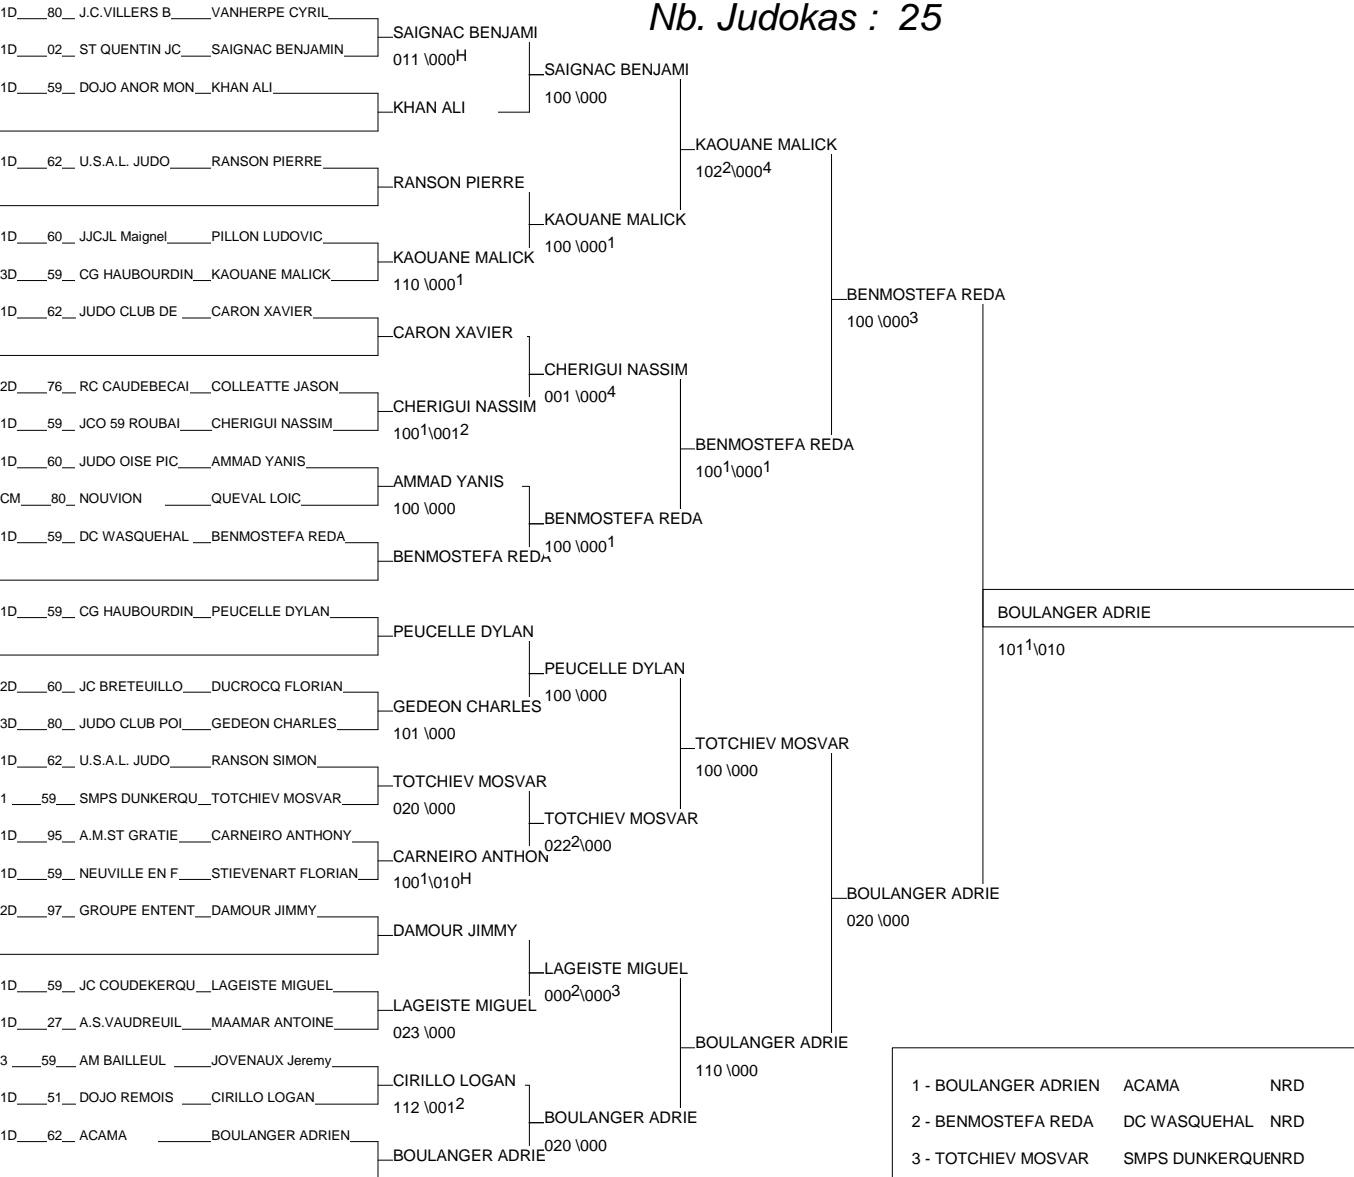 Nb. Judokas : 25
1D 80 J.C.VILLERS B VANHERPE CYRIL
1D 02 ST QUENTIN JC SAIGNAC BENJAMIN
1D 59 DOJO ANOR MON KHAN ALI
1D 62 U.S.A.L. JUDO RANSON PIERRE
1D 60 JJCJL Maignel PILLON LUDOVIC
3D 59 CG HAUBOURDIN KAOUANE MALICK
1D 62 JUDO CLUB DE CARON XAVIER
2D 76 RC CAUDEBECAI COLLEATTE JASON
1D 59 JCO 59 ROUBAI CHERIGUI NASSIM
1D 60 JUDO OISE PIC AMMAD YANIS
CM 80 NOUVION QUEVAL LOIC
1D 59 DC WASQUEHAL BENMOSTEFA REDA
1D 59 CG HAUBOURDIN PEUCELLE DYLAN
2D 60 JC BRETEUILLO DUCROCQ FLORIAN
3D 80 JUDO CLUB POI GEDEON CHARLES
1D 62 U.S.A.L. JUDO RANSON SIMON
1 59 SMPS DUNKERQU TOTCHIEV MOSVAR
1D 95 A.M.ST GRATIE CARNEIRO ANTHONY
1D 59 NEUVILLE EN F STIEVENART FLORIAN
2D 97 GROUPE ENTENT DAMOUR JIMMY
1D 59 JC COUDEKERQU LAGEISTE MIGUEL
1D 27 A.S.VAUDREUIL MAAMAR ANTOINE
3 59 AM BAILLEUL JOVENAUX Jeremy
1D 51 DOJO REMOIS CIRILLO LOGAN
1D 62 ACAMA BOULANGER ADRIEN
SAIGNAC BENJAMI
011 \000H
KHAN ALI
RANSON PIERRE
KAOUANE MALICK
110 \0001
CARON XAVIER
CHERIGUI NASSIM
1001\0012
AMMAD YANIS
100 \000
BENMOSTEFA REDA
PEUCELLE DYLAN
GEDEON CHARLES
101 \000
TOTCHIEV MOSVAR
020 \000
CARNEIRO ANTHON
1001\010H
DAMOUR JIMMY
LAGEISTE MIGUEL
023 \000
CIRILLO LOGAN
112 \0012
BOULANGER ADRIE
SAIGNAC BENJAMI
100 \000
KAOUANE MALICK
100 \0001
CHERIGUI NASSIM
001 \0004
BENMOSTEFA REDA
100 \0001
PEUCELLE DYLAN
100 \000
TOTCHIEV MOSVAR
0222\000
LAGEISTE MIGUEL
0002\0003
BOULANGER ADRIE
020 \000
KAOUANE MALICK
1022\0004
BENMOSTEFA REDA
1001\0001
TOTCHIEV MOSVAR
100 \000
BOULANGER ADRIE
110 \000
BENMOSTEFA REDA
100 \0003
BOULANGER ADRIE
020 \000
BOULANGER ADRIE
1011\010
1 - BOULANGER ADRIEN ACAMA NRD
2 - BENMOSTEFA REDA DC WASQUEHAL NRD
3 - TOTCHIEV MOSVAR SMPS DUNKERQUE NRD